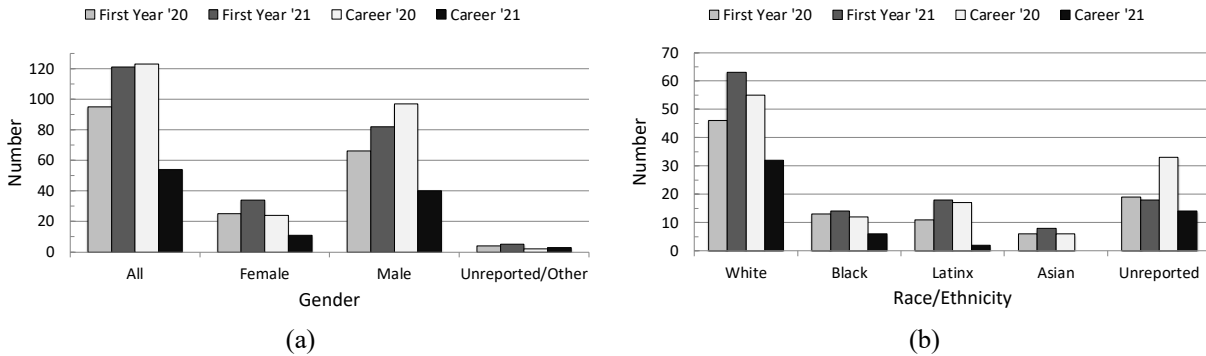 First Year '20 First Year '21 Career '20 Career '21
120
100
80
60
40
20
0
Number
All Female Male Unreported/Other
Gender
(a)
First Year '20 First Year '21 Career '20 Career '21
70
60
50
40
30
20
10
0
Number
White Black Latinx Asian Unreported
Race/Ethnicity
(b)